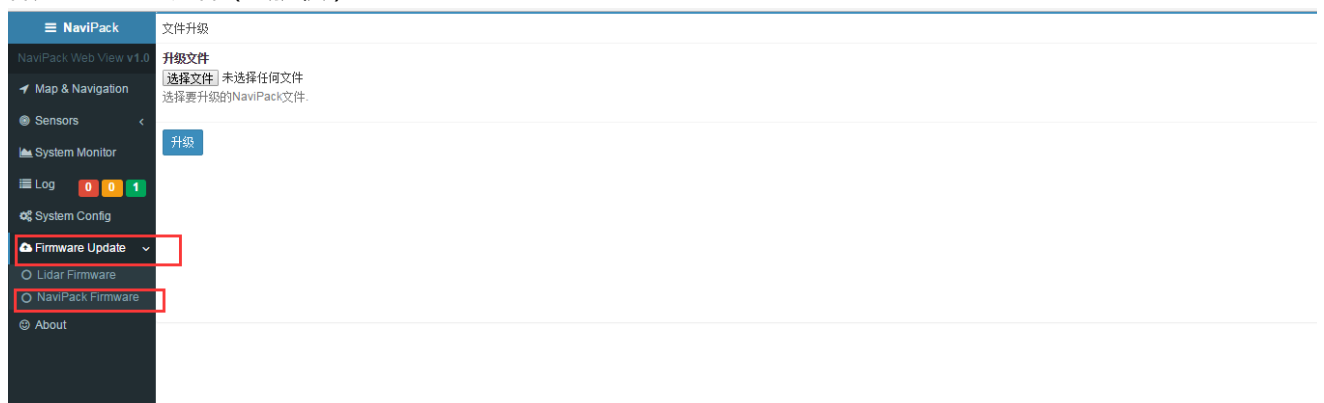 NaviPack
文件升级
NaviPack Web View v1.0
升级文件
选择文件 未选择任何文件
Map & Navigation
选择要升级的NaviPack文件.
Sensors
升级
System Monitor
Log 0 0 1
System Config
Firmware Update
Lidar Firmware
NaviPack Firmware
About